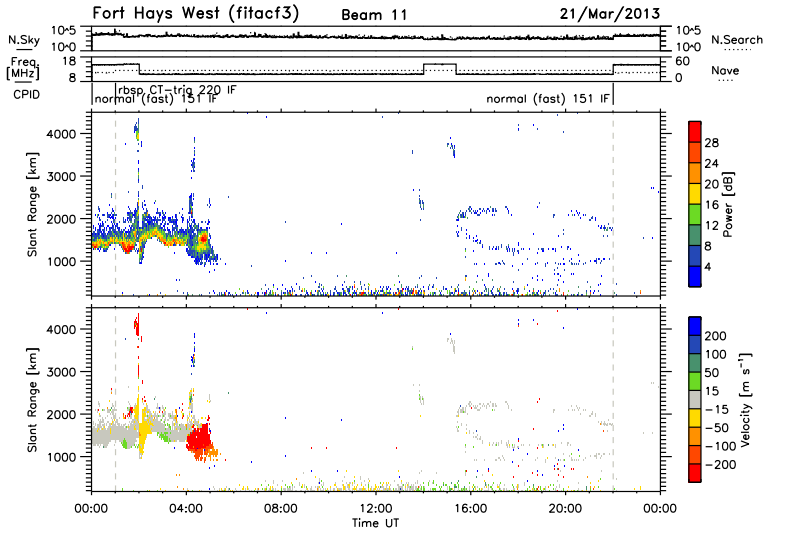 Fort Hays West (fitacf3) Beam 11 21/Mar/2013
N.Sky 10^5 10^0 10^5 10^0 N.Search
Freq. [MHz] 18 8 60 0 Nave
CPID rbsp CT-trig 220 IF
normal (fast) 151 IF normal (fast) 151 IF
Slant Range [km]
4000
3000
2000
1000
28
24
20
16
12
8
4
Power [dB]
Slant Range [km]
4000
3000
2000
1000
200
100
50
15
-15
-50
-100
-200
Velocity [m s^-1]
00:00 04:00 08:00 12:00 16:00 20:00 00:00
Time UT